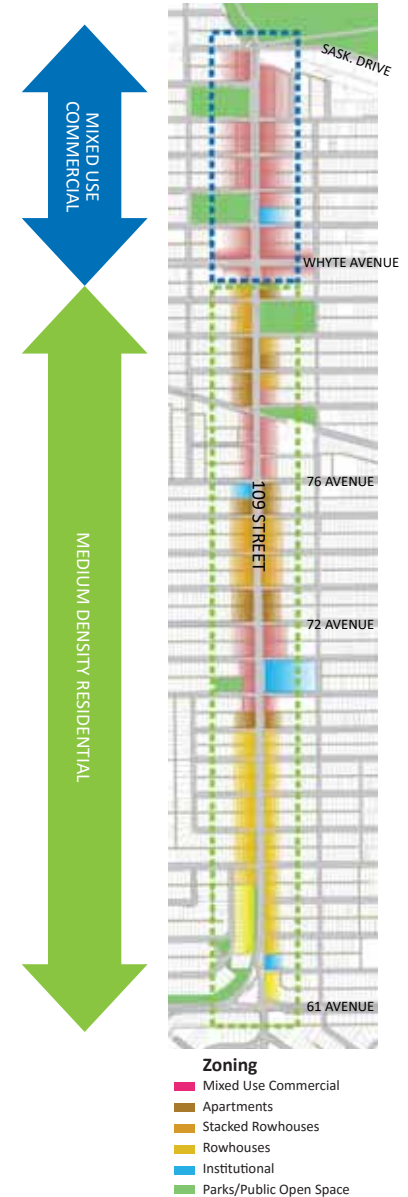 SASK. DRIVE
MIXED USE
COMMERCIAL
WHYTE AVENUE
76 AVENUE
109 STREET
72 AVENUE
MEDIUM DENSITY RESIDENTIAL
61 AVENUE
Zoning
Mixed Use Commercial
Apartments
Stacked Rowhouses
Rowhouses
Institutional
Parks/Public Open Space